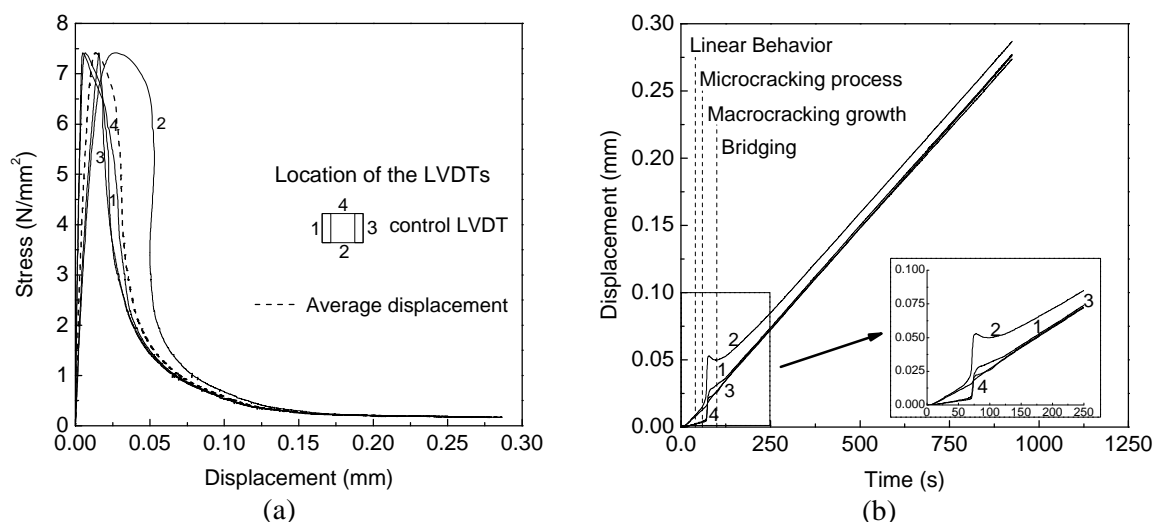 8
7
6
5
4
3
2
1
0
Stress (N/mm²)
0.00 0.05 0.10 0.15 0.20 0.25 0.30
Displacement (mm)
(a)
2
4
3
1
Location of the LVDTs
4
1 3 control LVDT
2
Average displacement
0.30
0.25
0.20
0.15
0.10
0.05
0.00
Displacement (mm)
0 250 500 750 1000 1250
Time (s)
(b)
Linear Behavior
Microcracking process
Macrocracking growth
Bridging
2
1
3
4
0.100
0.075
0.050
0.025
0.000
0 50 100 150 200 250
2
1
3
4